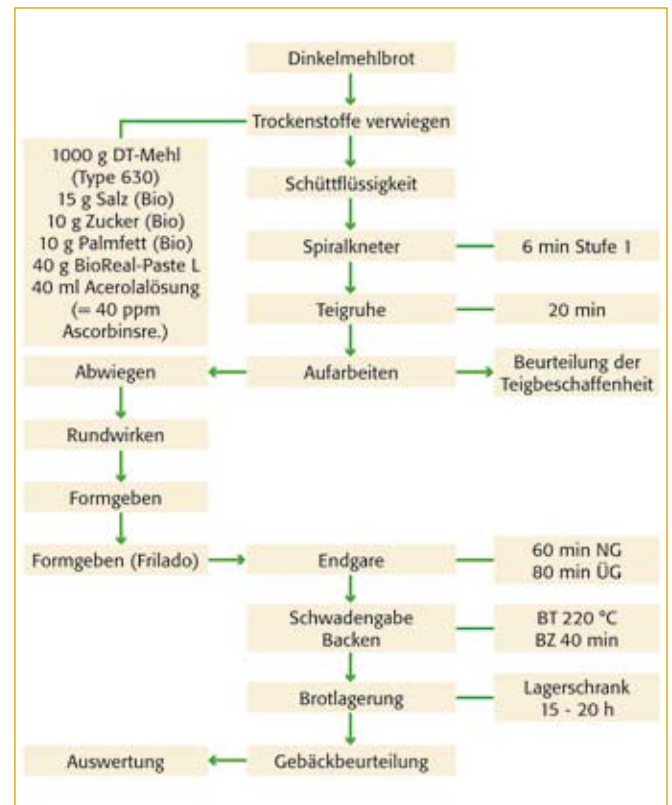 Dinkelmehlbrot
Trockenstoffe verwiegen
1000 g DT-Mehl
(Type 630)
15 g Salz (Bio)
10 g Zucker (Bio)
10 g Palmfett (Bio)
40 g BioReal-Paste L
40 ml Acerolalösung
(= 40 ppm
Ascorbinsre.)
Schüttflüssigkeit
Spiralkneter
6 min Stufe 1
Teigruhe
20 min
Abwiegen
Aufarbeiten
Beurteilung der
Teigbeschaffenheit
Rundwirken
Formgeben
Formgeben (Frilado)
Endgare
60 min NG
80 min ÜG
Schwadengabe
Backen
BT 220 °C
BZ 40 min
Brotlagerung
Lagerschrank
15 - 20 h
Auswertung
Gebäckbeurteilung